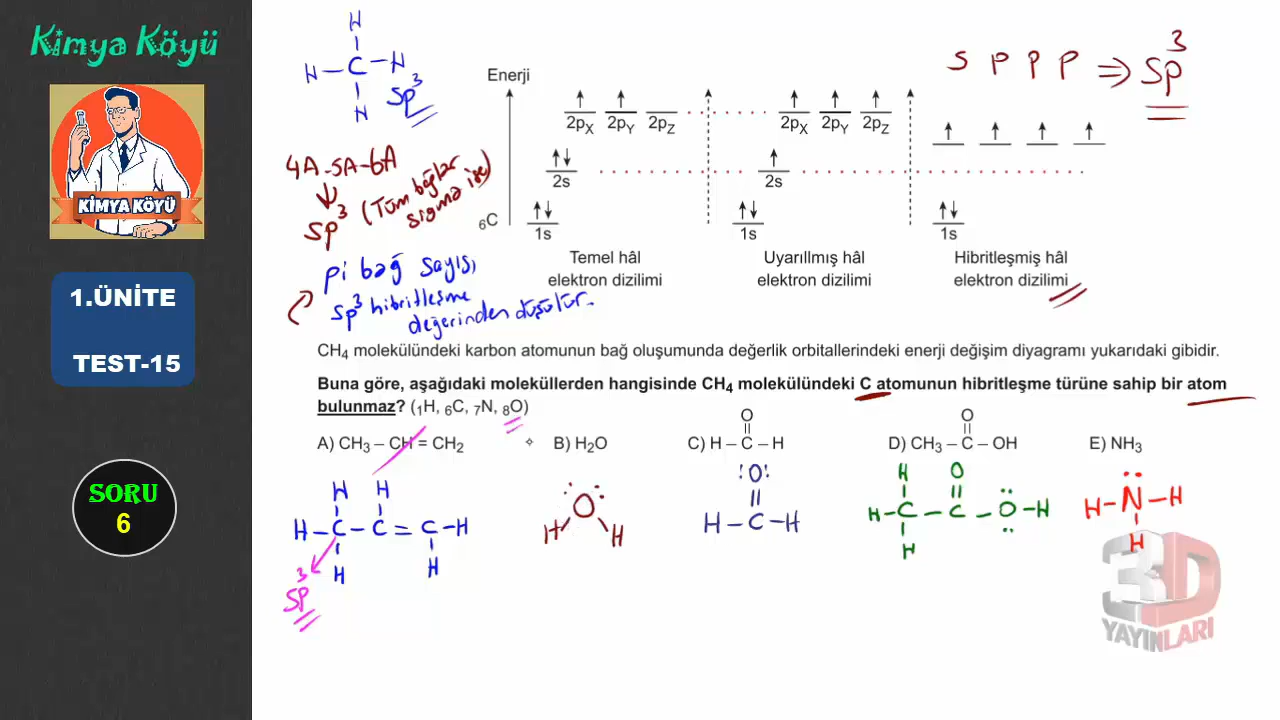 Kimya Köyü
KİMYA KÖYÜ
1.ÜNİTE
TEST-15
SORU
6
H
H – C – H
H
sp³
4A-5A-6A
sp³ (Tüm bağlar
sigma ise)
pi bağ sayısı
sp³ hibritleşme
değerinden düşülür.
s p p p ⇒ sp³
Enerji
2pX 2pY 2pZ
2pX 2pY 2pZ
2s
2s
₆C
1s
1s
1s
Temel hâl
elektron dizilimi
Uyarıllmış hâl
elektron dizilimi
Hibritleşmiş hâl
elektron dizilimi
CH₄ molekülündeki karbon atomunun bağ oluşumunda değerlik orbitallerindeki enerji değişim diyagramı yukarıdaki gibidir.
Buna göre, aşağıdaki moleküllerden hangisinde CH₄ molekülündeki C atomunun hibritleşme türüne sahip bir atom
bulunmaz? (₁H, ₆C, ₇N, ₈O)
A) CH₃ – CH = CH₂
B) H₂O
O
C) H – C – H
O
D) CH₃ – C – OH
E) NH₃
H H
H – C – C = C – H
H H
sp³
O
H H
:O:
H – C – H
H O
H – C – C – O – H
H
H – N – H
H
3D
YAYINLARI